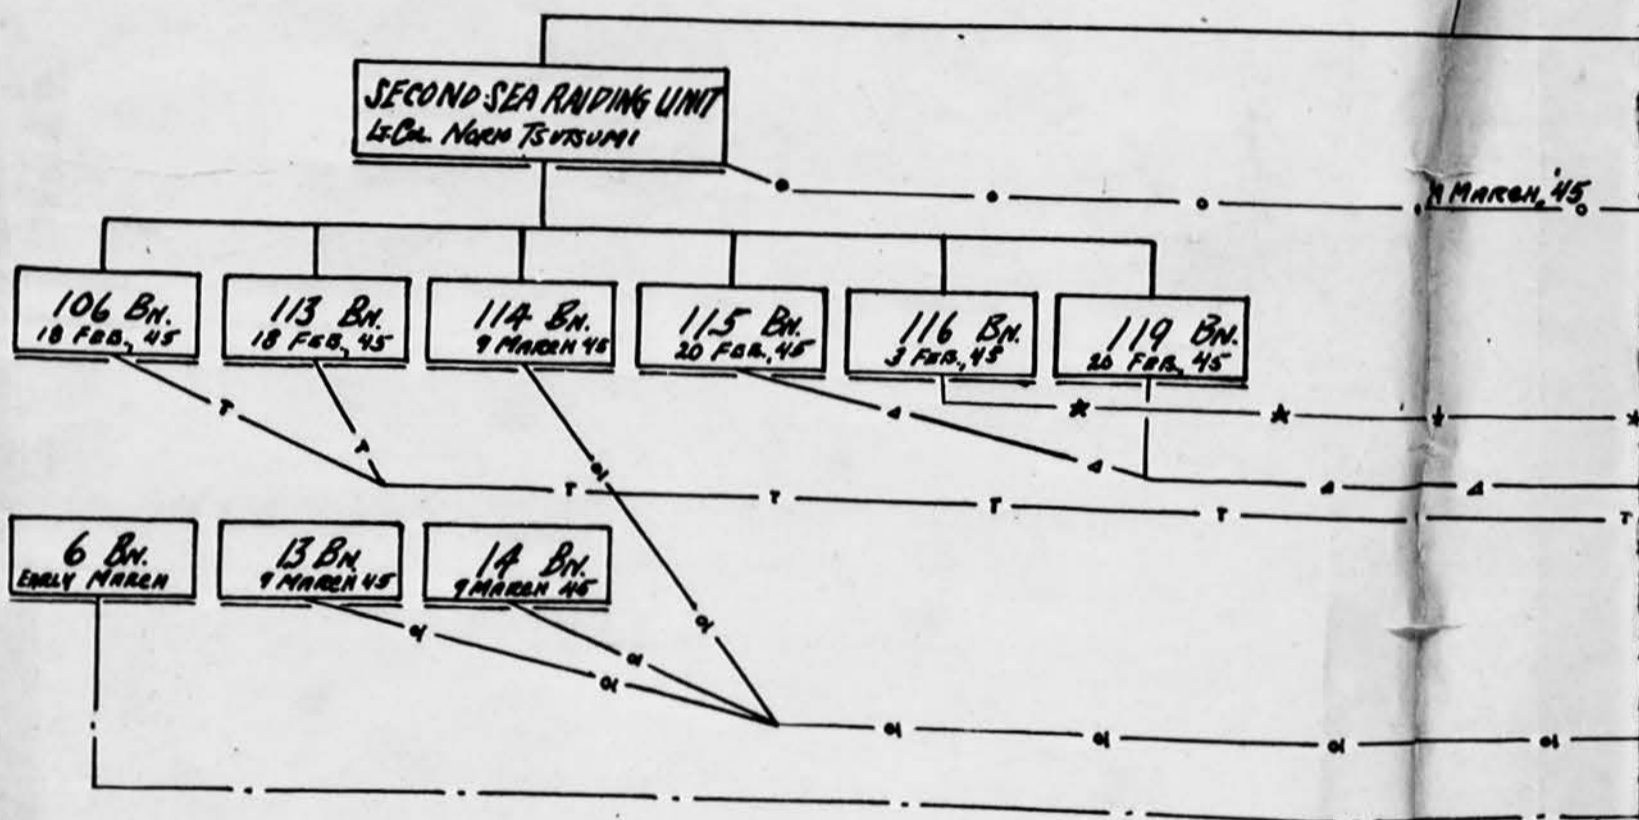 SECOND SEA RAIDING UNIT
Lt. Col. NORIO TSUTSUMI
MARCH, '45
106 BN.
18 FEB., 45
113 BN.
18 FEB., 45
114 BN.
9 MARCH 45
115 BN.
20 FEB., 45
116 BN.
3 FEB., 45
119 BN.
20 FEB., 45
6 BN.
EARLY MARCH
13 BN.
9 MARCH 45
14 BN.
9 MARCH 45